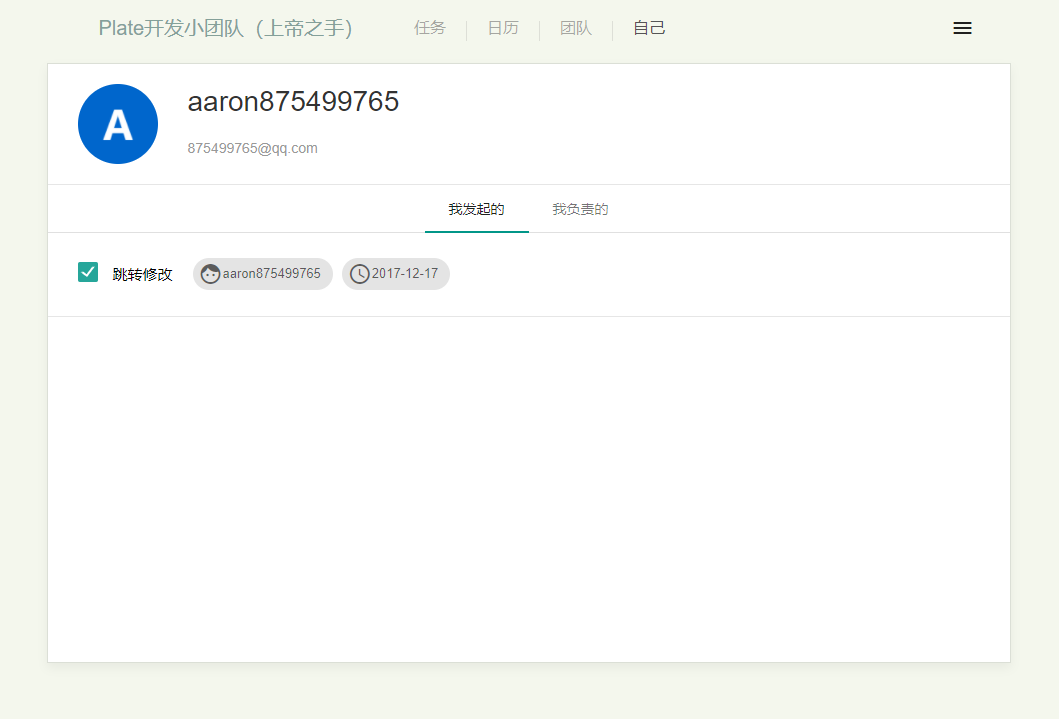 Plate开发小团队（上帝之手） 任务 日历 团队 自己
A
aaron875499765
875499765@qq.com
我发起的 我负责的
跳转修改 aaron875499765 2017-12-17